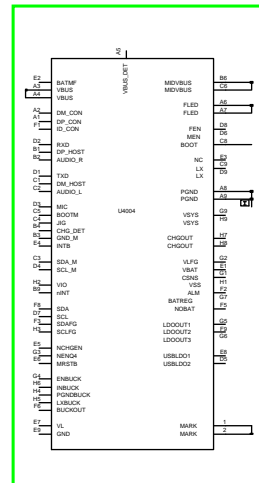 A5
VBUS_DET
E2 BATMF
A3 VBUS
A4 VBUS
A2 DM_CON
A1 DP_CON
F1 ID_CON
D2 RXD
B1 DP_HOST
B2 AUDIO_R
D1 TXD
C1 DM_HOST
C2 AUDIO_L
D3 MIC
C5 BOOTM
C4 JIG
B4 CHG_DET
B3 GND_M
E4 INTB
C3 SDA_M
D4 SCL_M
H2 VIO
B9 nINT
F8 SDA
D7 SCL
F3 SDAFG
H3 SCLFG
E5 NCHGEN
G3 NENQ4
E6 MRSTB
G4 ENBUCK
H6 INBUCK
H4 PGNDBUCK
H5 LXBUCK
F6 BUCKOUT
E7 VL
E9 GND
U4004
MIDVBUS B6
MIDVBUS C6
FLED A6
FLED A7
FEN D8
MEN D6
BOOT C8
NC E3
LX C9
LX D9
PGND A8
PGND A9
VSYS G9
VSYS H9
CHGOUT H7
CHGOUT H8
VLFG G2
VBAT E1
CSNS G1
VSS H1
ALM F2
BATREG G7
NOBAT F5
LDOOUT1 G5
LDOOUT2 F9
LDOOUT3 G6
USBLDO1 E8
USBLDO2 D5
MARK 1
MARK 2